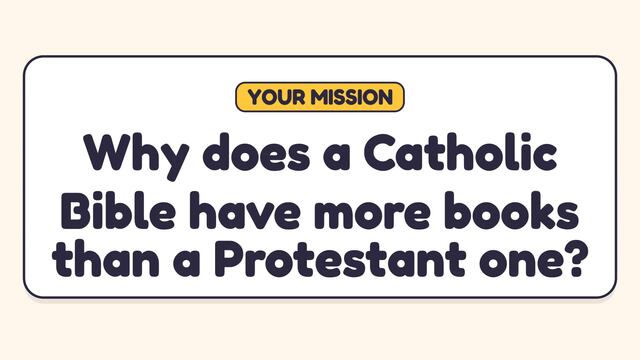 YOUR MISSION
Why does a Catholic
Bible have more books
than a Protestant one?